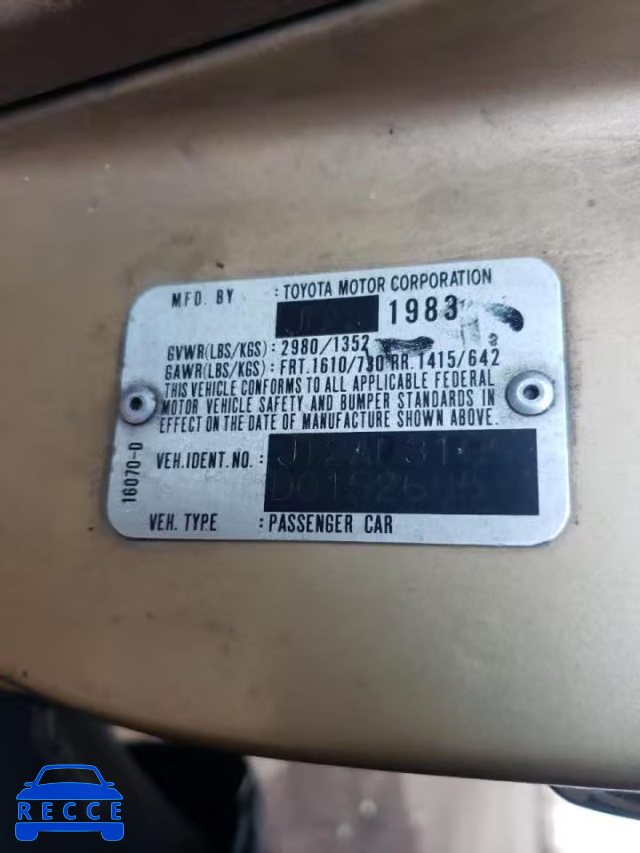 MFD. BY : TOYOTA MOTOR CORPORATION
1983
GVWR(LBS/KGS): 2980/1352
GAWR(LBS/KGS): FRT.1610/730 RR.1415/642
THIS VEHICLE CONFORMS TO ALL APPLICABLE FEDERAL
MOTOR VEHICLE SAFETY AND BUMPER STANDARDS IN
EFFECT ON THE DATE OF MANUFACTURE SHOWN ABOVE.
16070-D
VEH.IDENT.NO. :
VEH. TYPE : PASSENGER CAR
RECCE